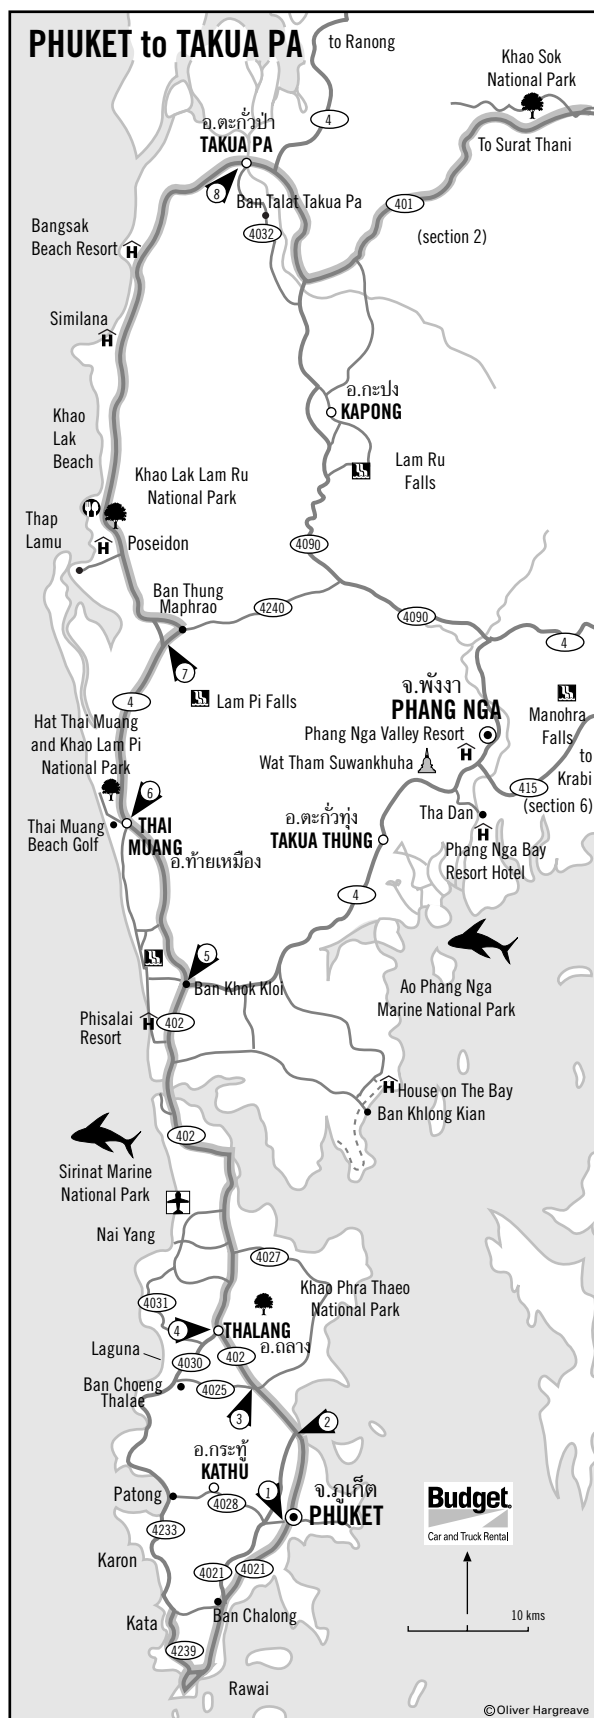 PHUKET to TAKUA PA
to Ranong
Khao Sok
National Park
4
อ.ตะกั่วป่า
TAKUA PA
To Surat Thani
8
Ban Talat Takua Pa
401
4032
(section 2)
Bangsak
Beach Resort
H
Similana
H
อ.กะปง
KAPONG
Khao
Lak
Beach
Lam Ru
Falls
Khao Lak Lam Ru
National Park
Thap
Lamu
H
Poseidon
4090
Ban Thung
Maphrao
4240
4090
4
7
จ.พังงา
PHANG NGA
Lam Pi Falls
4
Manohra
Falls
Hat Thai Muang
and Khao Lam Pi
National Park
Phang Nga Valley Resort
H
Wat Tham Suwankhuha
to
Krabi
415
(section 6)
6
Tha Dan
อ.ตะกั่วทุ่ง
TAKUA THUNG
Thai Muang
Beach Golf
THAI
MUANG
อ.ท้ายเหมือง
H
Phang Nga Bay
Resort Hotel
4
5
Ban Khok Kloi
Ao Phang Nga
Marine National Park
Phisalai
Resort
H
402
H
House on The Bay
Ban Khlong Kian
402
Sirinat Marine
National Park
Nai Yang
4027
Khao Phra Thaeo
National Park
4031
4
THALANG
อ.ถลาง
Laguna
4030
402
Ban Choeng
Thalae
4025
3
2
อ.กระทู้
KATHU
1
จ.ภูเก็ต
PHUKET
Patong
4028
4233
Budget
Car and Truck Rental
Karon
4021
4021
Kata
Ban Chalong
10 kms
4239
Rawai
©Oliver Hargreave